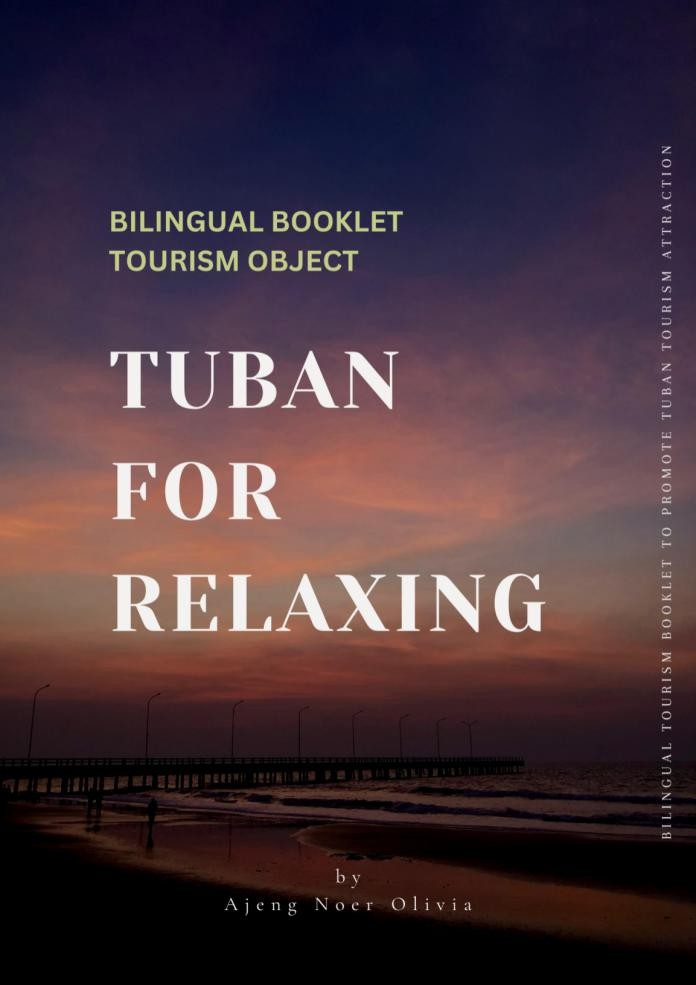 BILINGUAL BOOKLET
TOURISM OBJECT
TUBAN
FOR
RELAXING
BILINGUAL TOURISM BOOKLET TO PROMOTE TUBAN TOURISM ATTRACTION
by
Ajeng Noer Olivia